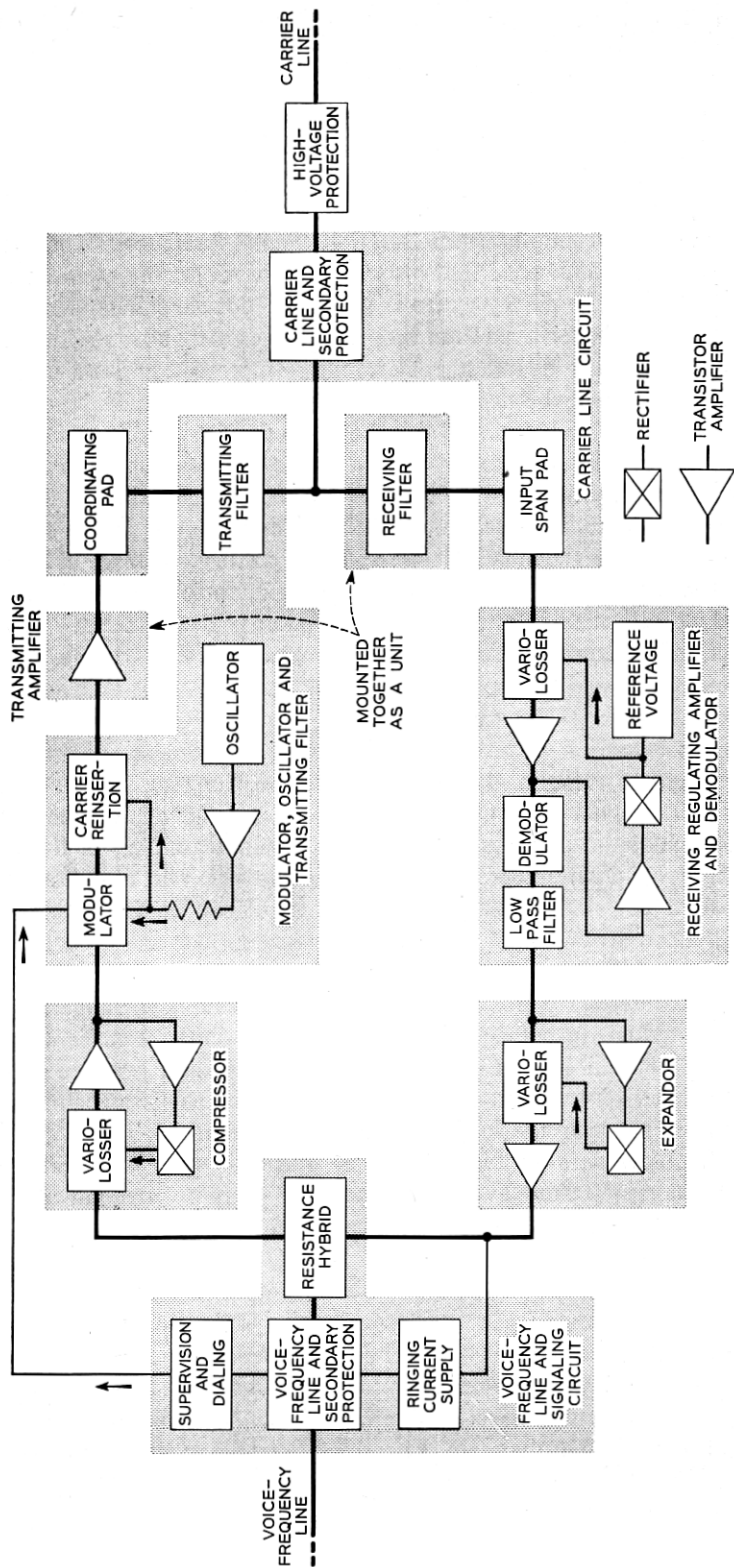 VOICE-
FREQUENCY
LINE
SUPERVISION
AND
DIALING
VOICE-
FREQUENCY
LINE AND
SECONDARY
PROTECTION
RINGING
CURRENT
SUPPLY
VOICE-
FREQUENCY
LINE AND
SIGNALING
CIRCUIT
RESISTANCE
HYBRID
VARIO-
LOSSER
COMPRESSOR
MODU-
LATOR
CARRIER
REINSER-
TION
OSCILLATOR
MODULATOR, OSCILLATOR AND
TRANSMITTING FILTER
TRANSMITTING
AMPLIFIER
MOUNTED
TOGETHER
AS A UNIT
COORDINATING
PAD
TRANSMITTING
FILTER
RECEIVING
FILTER
INPUT
SPAN PAD
CARRIER
LINE AND
SECONDARY
PROTECTION
HIGH-
VOLTAGE
PROTECTION
CARRIER
LINE
CARRIER LINE CIRCUIT
VARIO-
LOSSER
EXPANDOR
LOW
PASS
FILTER
DEMODULATOR
VARIO-
LOSSER
REFERENCE
VOLTAGE
RECEIVING REGULATING AMPLIFIER
AND DEMODULATOR
RECTIFIER
TRANSISTOR
AMPLIFIER